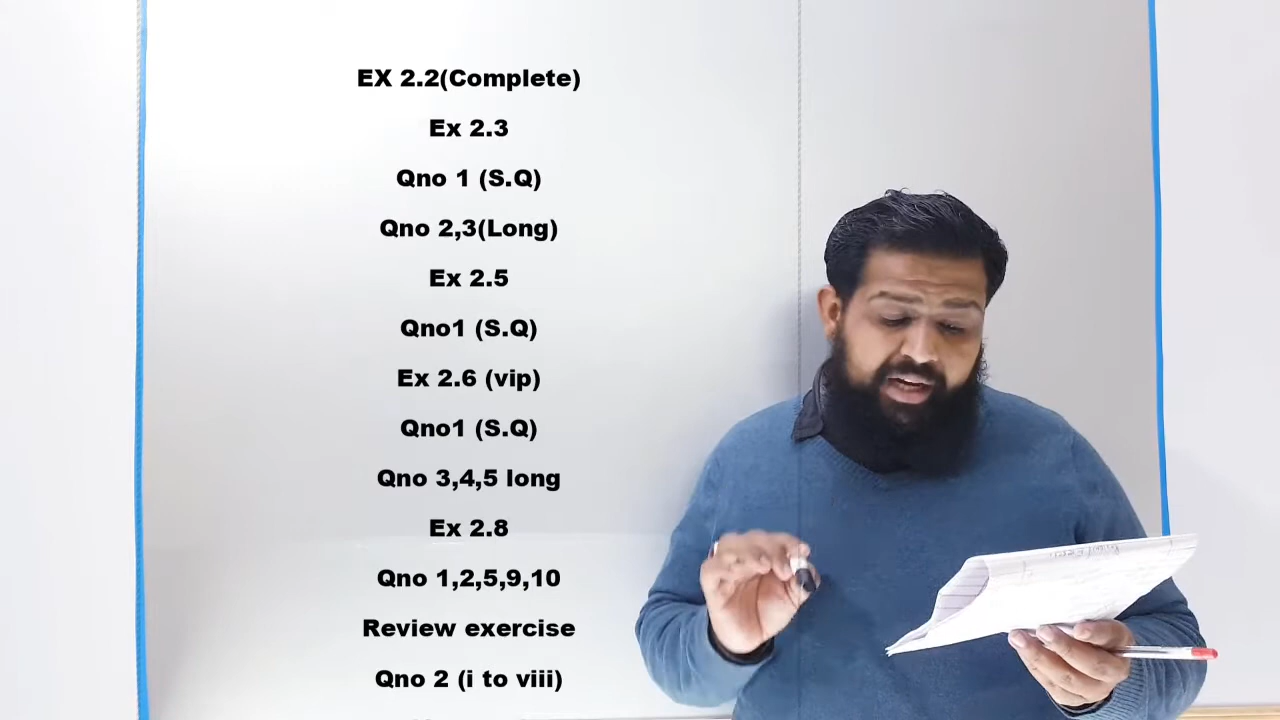 EX 2.2(Complete)
Ex 2.3
Qno 1 (S.Q)
Qno 2,3(Long)
Ex 2.5
Qno1 (S.Q)
Ex 2.6 (vip)
Qno1 (S.Q)
Qno 3,4,5 long
Ex 2.8
Qno 1,2,5,9,10
Review exercise
Qno 2 (i to viii)